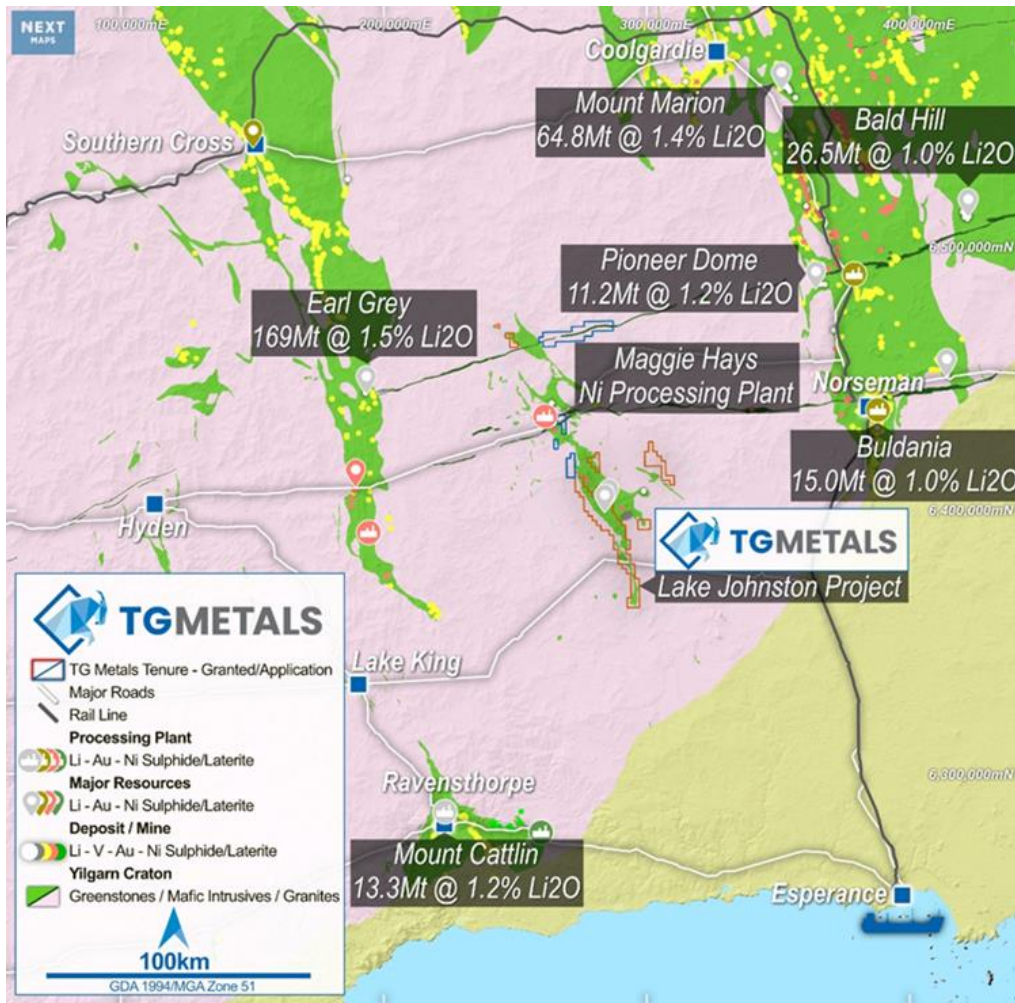 NEXT
MAPS
100,000mE
200,000mE
300,000mE
400,000mE
Coolgardie
Mount Marion
64.8Mt @ 1.4% Li2O
Bald Hill
26.5Mt @ 1.0% Li2O
Southern Cross
6,500,000mN
Pioneer Dome
11.2Mt @ 1.2% Li2O
Earl Grey
169Mt @ 1.5% Li2O
Maggie Hays
Ni Processing Plant
Norseman
Buldania
15.0Mt @ 1.0% Li2O
Hyden
6,400,000mN
TGMETALS
Lake Johnston Project
TGMETALS
TG Metals Tenure - Granted/Application
Major Roads
Rail Line
Processing Plant
Li - Au - Ni Sulphide/Laterite
Major Resources
Li - Au - Ni Sulphide/Laterite
Deposit / Mine
Li - V - Au - Ni Sulphide/Laterite
Yilgarn Craton
Greenstones / Mafic Intrusives / Granites
100km
GDA 1994/MGA Zone 51
Lake King
6,300,000mN
Ravensthorpe
Mount Cattlin
13.3Mt @ 1.2% Li2O
Esperance